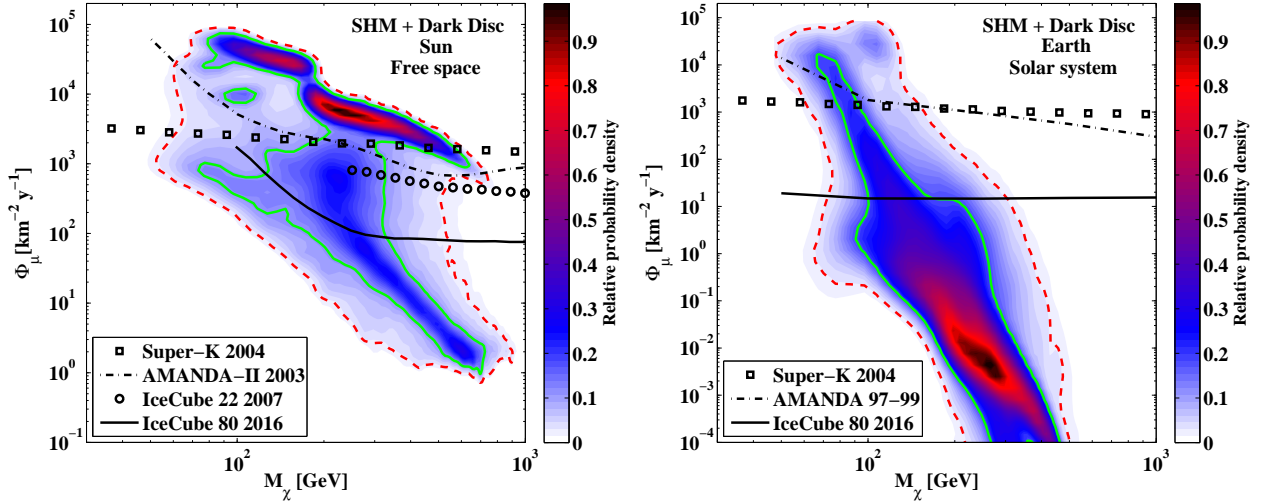 SHM + Dark Disc
Sun
Free space
10^5
10^4
10^3
10^2
10^1
10^0
10^-1
Φ_μ [km^-2 y^-1]
Super-K 2004
AMANDA-II 2003
IceCube 22 2007
IceCube 80 2016
10^2
10^3
M_χ [GeV]
0.9
0.8
0.7
0.6
0.5
0.4
0.3
0.2
0.1
0
Relative probability density
SHM + Dark Disc
Earth
Solar system
10^5
10^4
10^3
10^2
10^1
10^0
10^-1
10^-2
10^-3
10^-4
Φ_μ [km^-2 y^-1]
Super-K 2004
AMANDA 97-99
IceCube 80 2016
10^2
10^3
M_χ [GeV]
0.9
0.8
0.7
0.6
0.5
0.4
0.3
0.2
0.1
0
Relative probability density